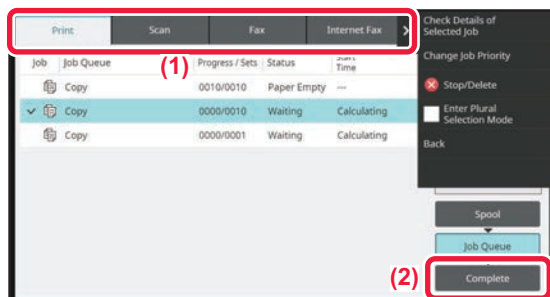 Print Scan Fax Internet Fax
Job Job Queue Progress / Sets Status Start Time
(1)
Copy 0010/0010 Paper Empty ---
Copy 0000/0010 Waiting Calculating
Copy 0000/0001 Waiting Calculating
Check Details of
Selected Job
Change Job Priority
Stop/Delete
Enter Plural
Selection Mode
Back
Spool
Job Queue
(2)
Complete